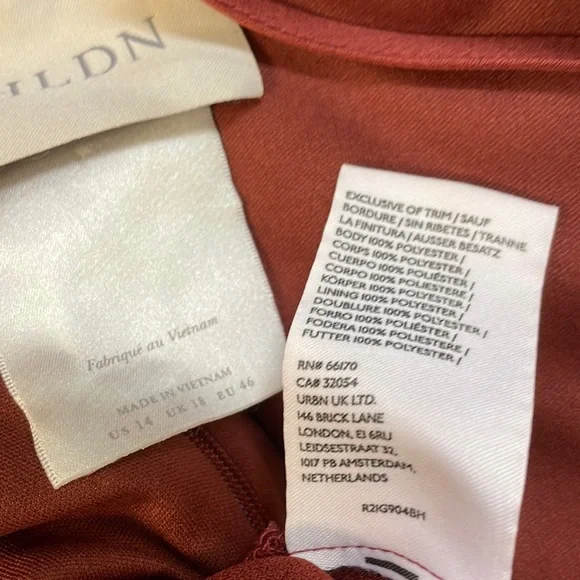 HLDN
Fabriqué au Vietnam
MADE IN VIETNAM
US 14 UK 18 EU 46
EXCLUSIVE OF TRIM / SAUF
BORDURE / SIN RIBETES / TRANNE
LA FINITURA / AUSSER BESATZ
BODY 100% POLYESTER /
CORPS 100% POLYESTER /
CUERPO 100% POLIÉSTER /
CORPO 100% POLIESTERE /
KÖRPER 100% POLYESTER /
LINING 100% POLYESTER /
DOUBLURE 100% POLYESTER /
FORRO 100% POLIÉSTER /
FODERA 100% POLIESTERE /
FUTTER 100% POLYESTER /
RN# 66170
CA# 32054
URBN UK LTD.
146 BRICK LANE
LONDON, E1 6RU
LEIDSESTRAAT 32,
1017 PB AMSTERDAM,
NETHERLANDS
R21G904BH